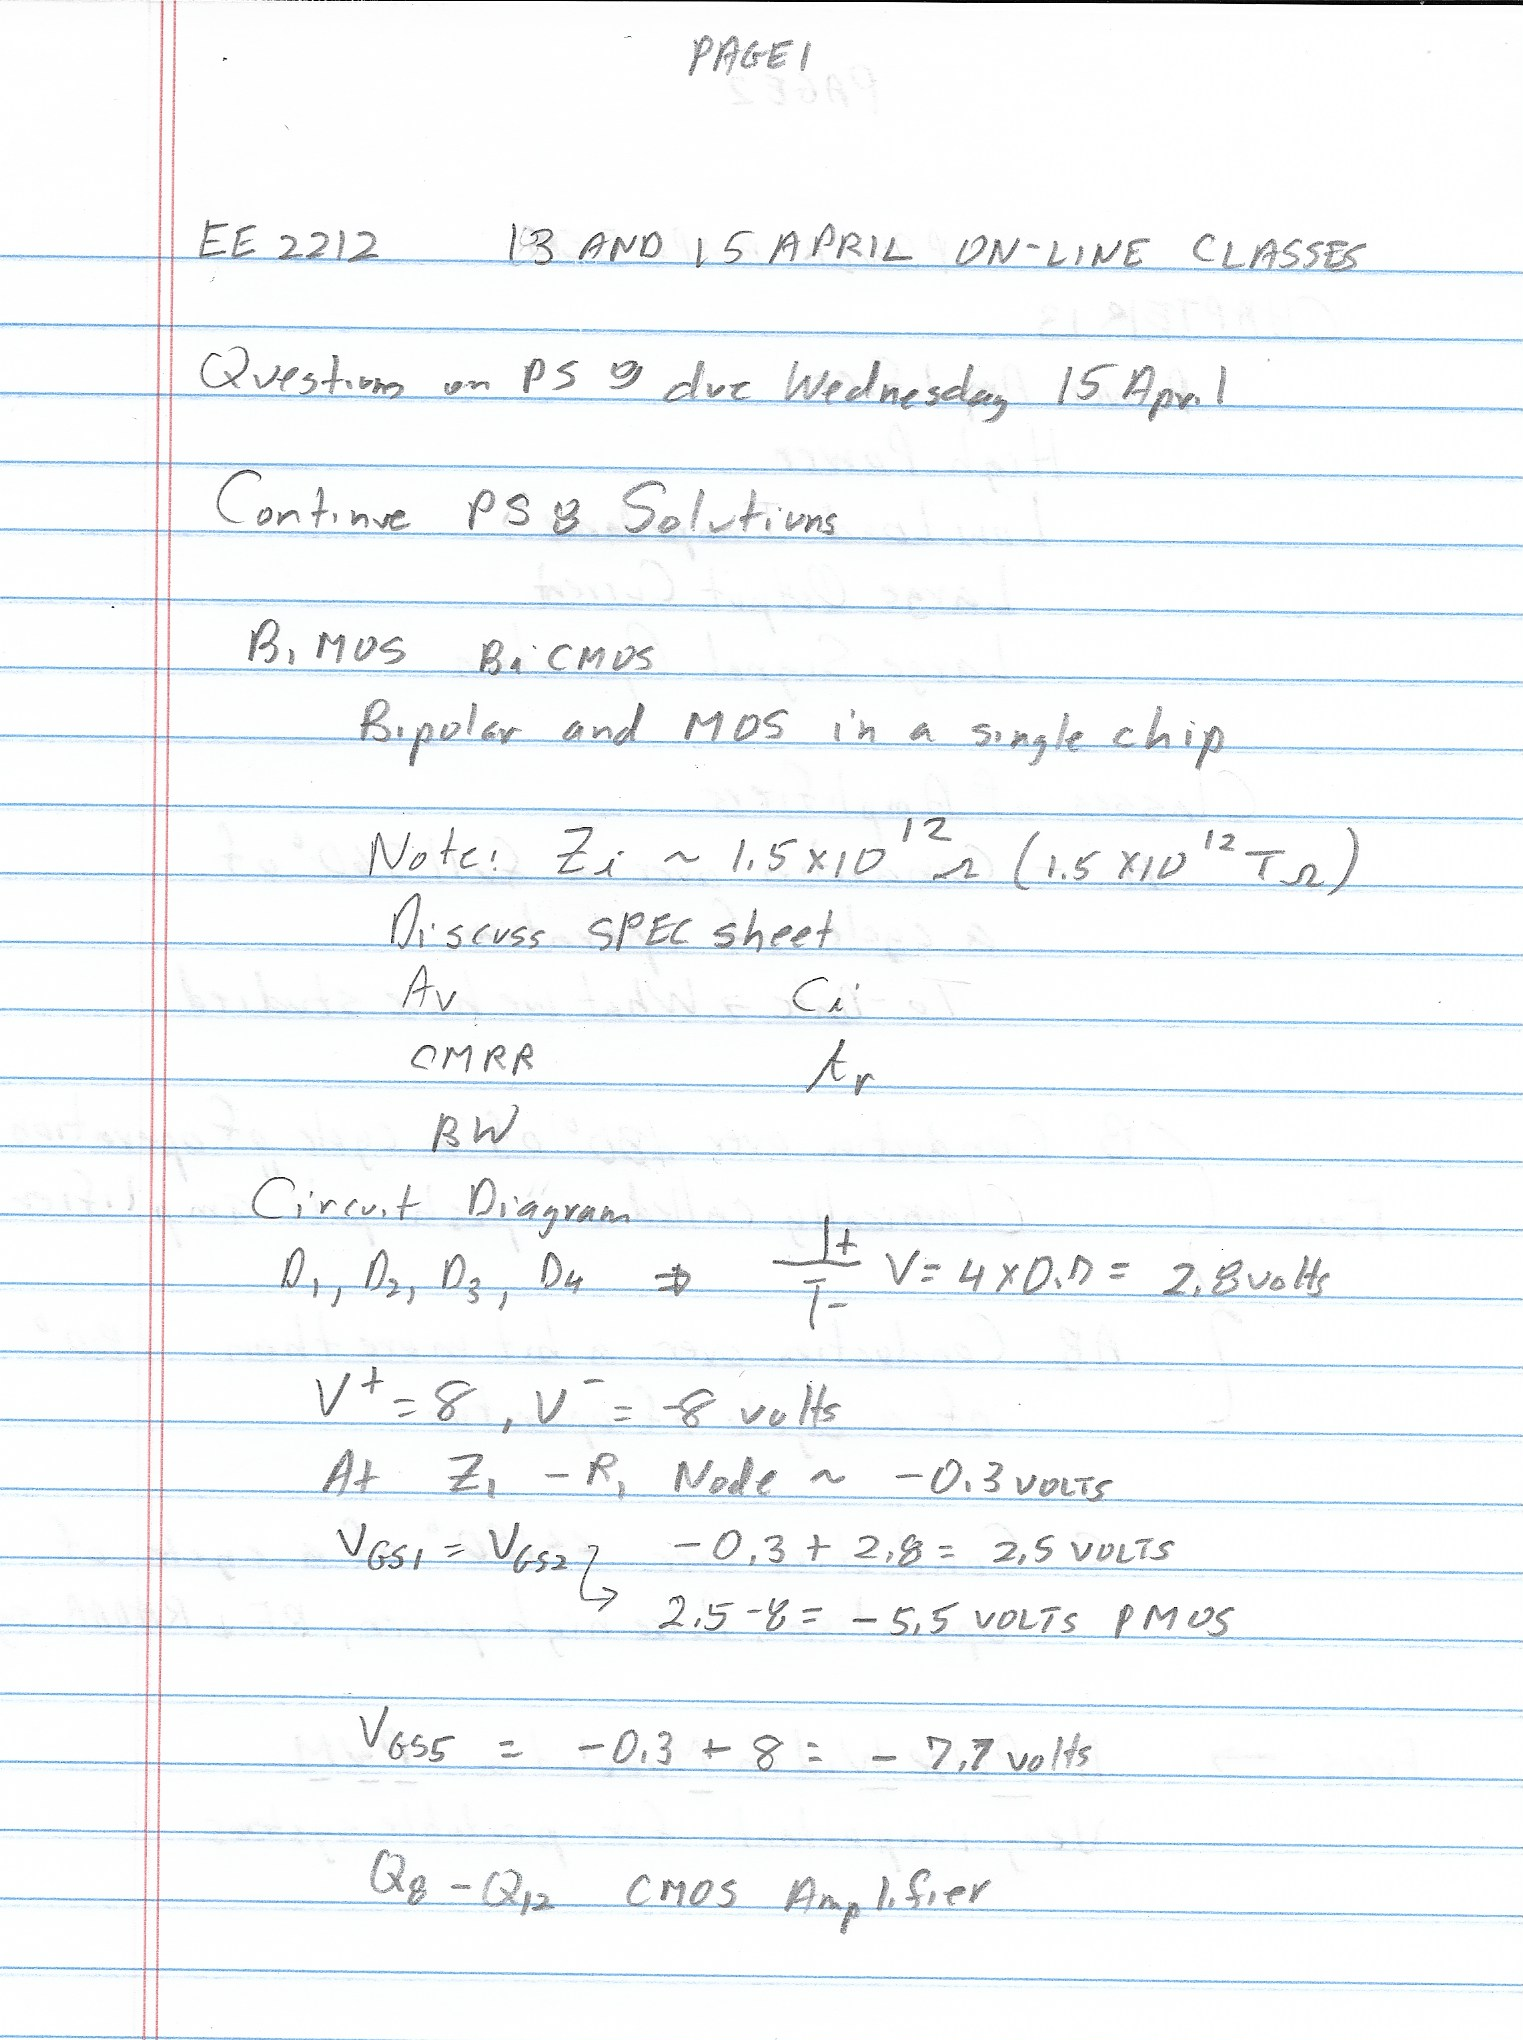 PAGE 1
EE 2212 13 AND 15 APRIL ON-LINE CLASSES
Questions on PS 9 due Wednesday 15 April
Continue PS 8 Solutions
BiMOS BiCMOS
Bipolar and MOS in a single chip
Note: Zi ~ 1.5 x10¹² Ω (1.5 x10¹² TΩ)
Discuss SPEC sheet
Av Ci
CMRR tr
BW
Circuit Diagram
D₁, D₂, D₃, D₄ ⇒ + - V = 4 x 0.7 = 2.8 volts
V⁺ = 8, V⁻ = -8 volts
At Z₁ - R₁ Node ~ -0.3 VOLTS
VGS1 = VGS2 -0.3 + 2.8 = 2.5 VOLTS
↳ 2.5 - 8 = -5.5 VOLTS PMOS
VGS5 = -0.3 + 8 = - 7.7 volts
Q₈ - Q₁₂ CMOS Amplifier